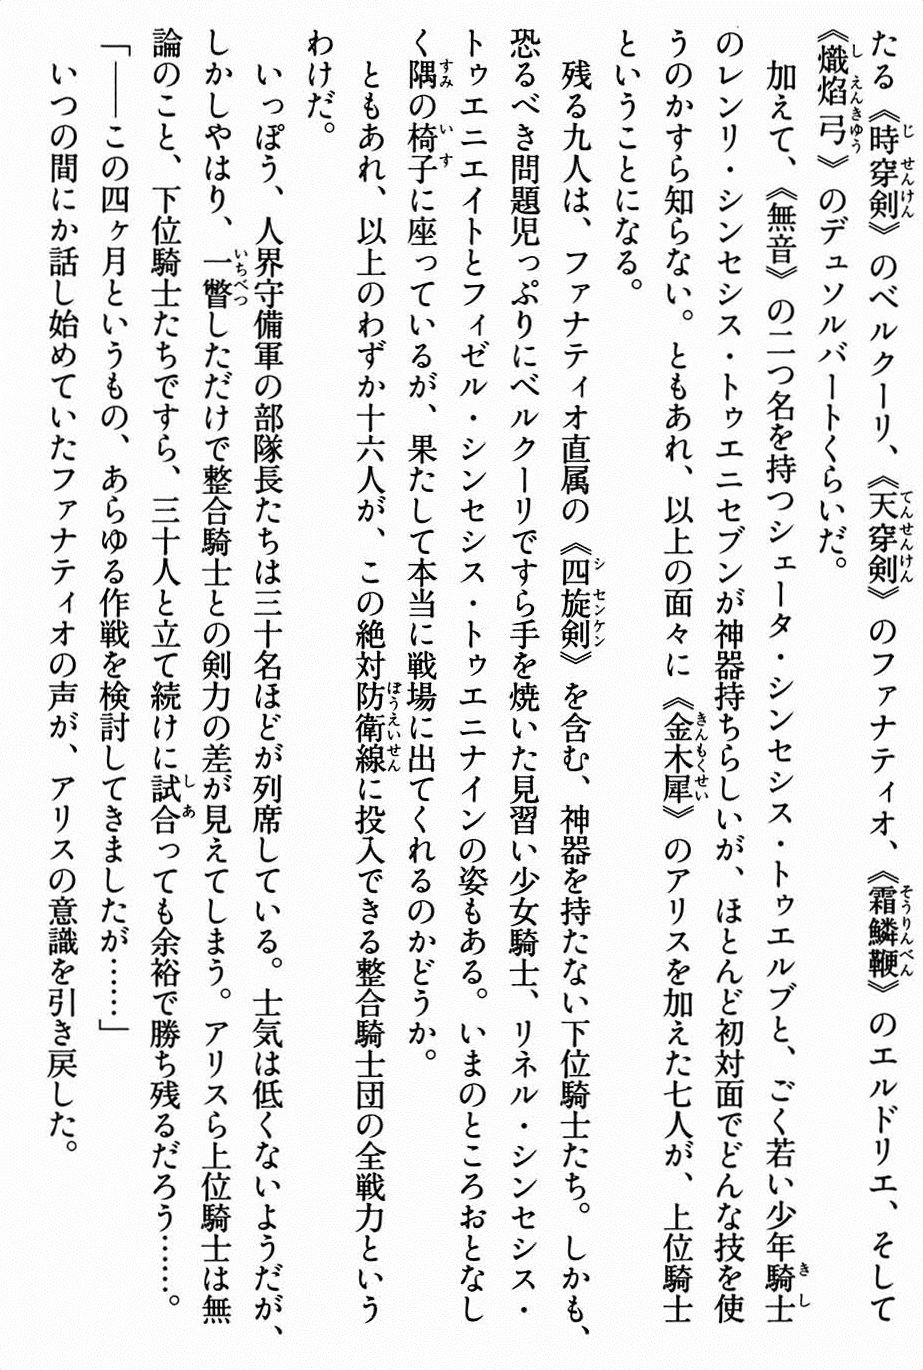 たる《時穿剣》のベルクーリ、《天穿剣》のファナティオ、《霜鱗鞭》のエルドリエ、そして
《熾焰弓》のデュソルバートくらいだ。
　加えて、《無音》の二つ名を持つシェータ・シンセシス・トゥエルブと、ごく若い少年騎士
のレンリ・シンセシス・トゥエニセブンが神器持ちらしいが、ほとんど初対面でどんな技を使
うのかすら知らない。ともあれ、以上の面々に《金木犀》のアリスを加えた七人が、上位騎士
ということになる。
　残る九人は、ファナティオ直属の《四旋剣》を含む、神器を持たない下位騎士たち。しかも、
恐るべき問題児っぷりにベルクーリですら手を焼いた見習い少女騎士、リネル・シンセシス・
トゥエニエイトとフィゼル・シンセシス・トゥエニナインの姿もある。いまのところおとなし
く隅の椅子に座っているが、果たして本当に戦場に出てくれるのかどうか。
　ともあれ、以上のわずか十六人が、この絶対防衛線に投入できる整合騎士団の全戦力という
わけだ。
　いっぽう、人界守備軍の部隊長たちは三十名ほどが列席している。士気は低くないようだが、
しかしやはり、一瞥しただけで整合騎士との剣力の差が見えてしまう。アリスら上位騎士は無
論のこと、下位騎士たちですら、三十人と立て続けに試合っても余裕で勝ち残るだろう……。
「――この四ヶ月というもの、あらゆる作戦を検討してきましたが……」
　いつの間にか話し始めていたファナティオの声が、アリスの意識を引き戻した。